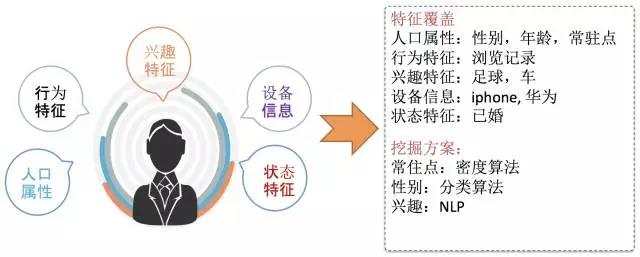 兴趣
特征
行为
特征
设备
信息
人口
属性
状态
特征
特征覆盖
人口属性：性别，年龄，常驻点
行为特征：浏览记录
兴趣特征：足球，车
设备信息：iphone, 华为
状态特征：已婚
挖掘方案：
常住点：密度算法
性别：分类算法
兴趣：NLP